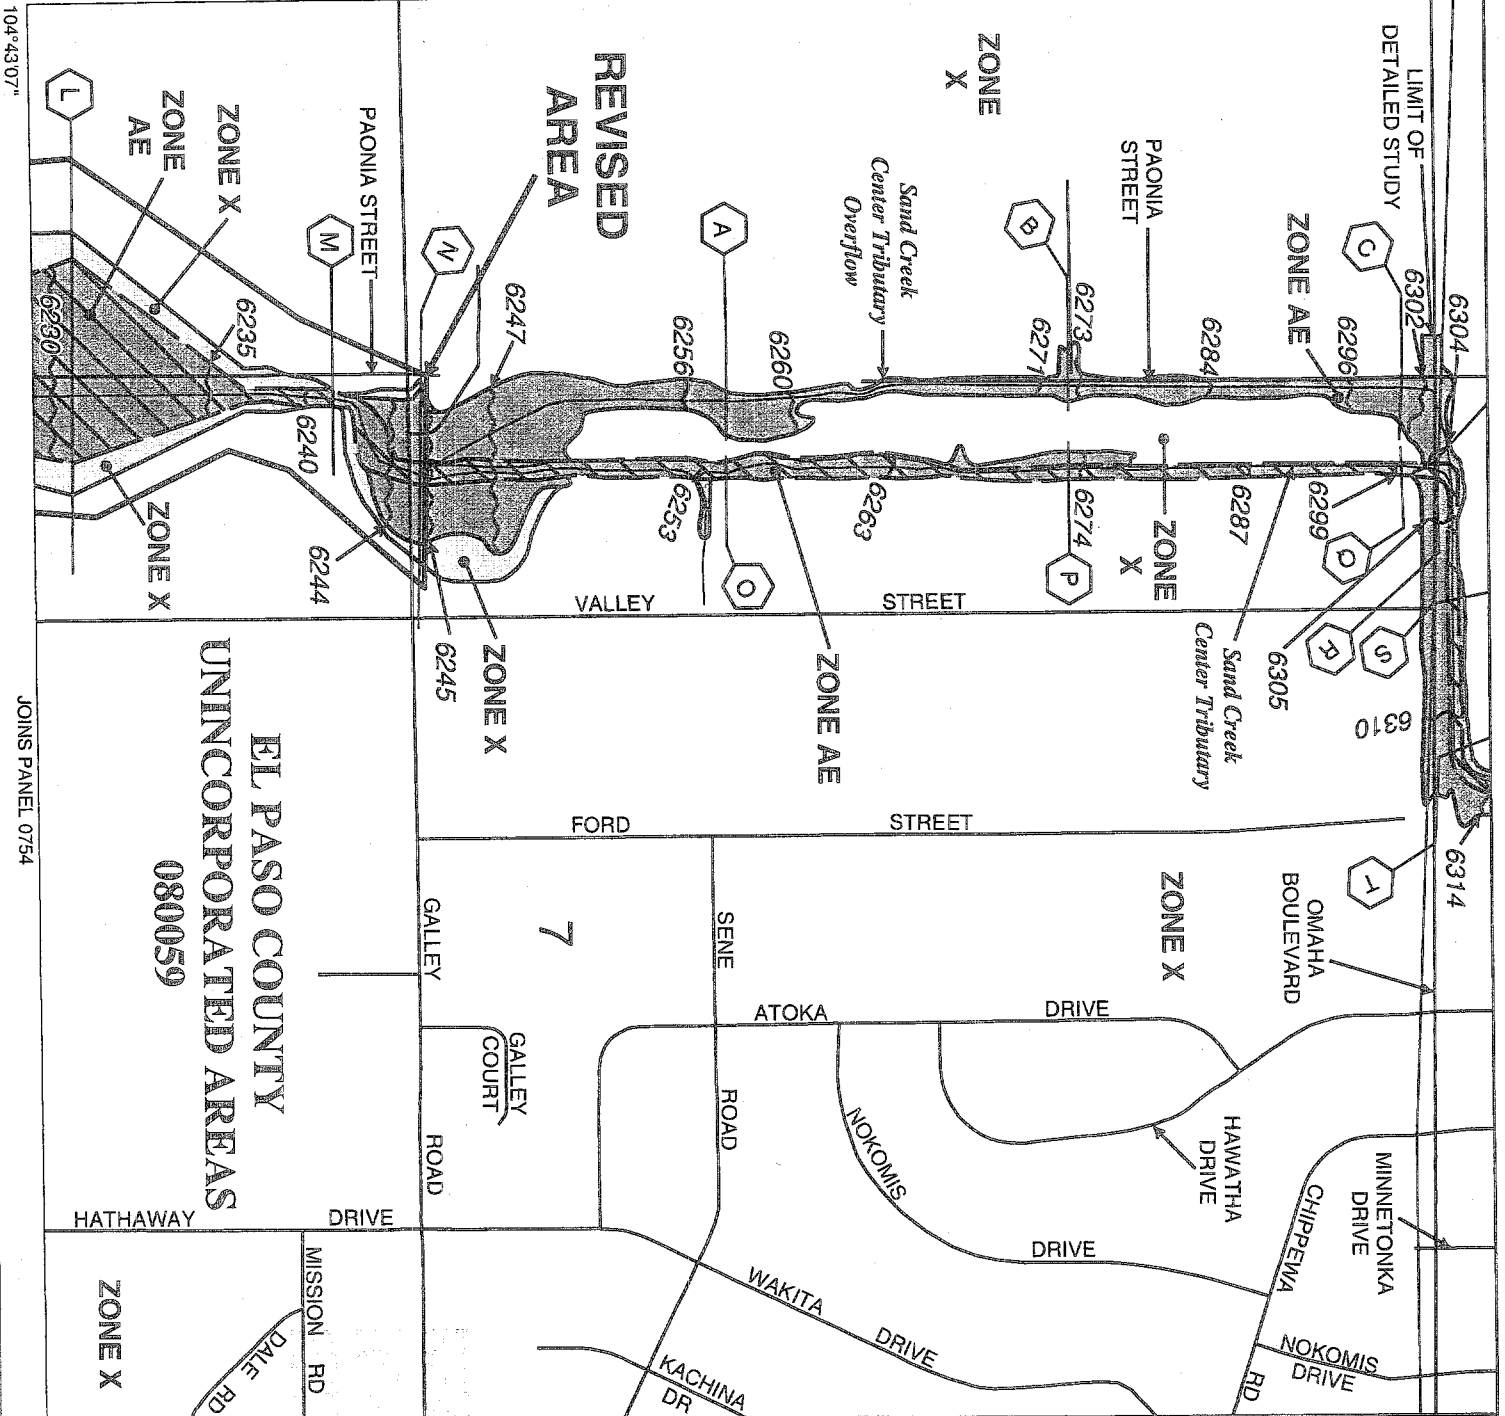 104°43'07"
JOINS PANEL 0754
LIMIT OF
DETAILED STUDY
6302
6304
C
ZONE AE
6296
6284
PAONIA
STREET
B
6273
6271
ZONE
X
Sand Creek
Center Tributary
Overflow
A
6260
6256
REVISED
AREA
6247
N
PAONIA STREET
M
ZONE X
ZONE
AE
L
6235
6230
6240
ZONE X
6244
6245
ZONE X
6253
O
6263
ZONE AE
6274
P
ZONE
X
6287
6299
Q
R
S
6305
6310
Sand Creek
Center Tributary
VALLEY STREET
6314
T
OMAHA
BOULEVARD
ZONE X
FORD STREET
EL PASO COUNTY
UNINCORPORATED AREAS
080059
7
GALLEY ROAD
GALLEY
COURT
SENE ROAD
ATOKA DRIVE
HAWATHA
DRIVE
NOKOMIS DRIVE
CHIPPEWA RD
MINNETONKA
DRIVE
NOKOMIS
DRIVE
HATHAWAY DRIVE
WAKITA DRIVE
KACHINA
DR
MISSION RD
DALE RD
ZONE X